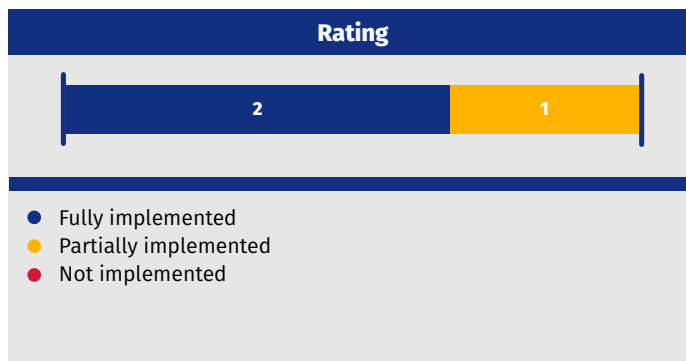 Rating
2 1
Fully implemented
Partially implemented
Not implemented